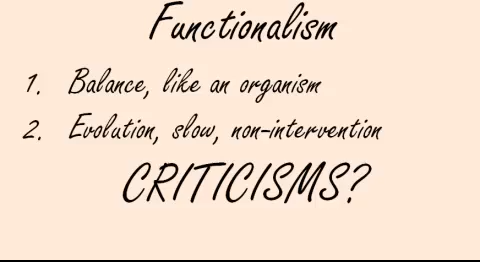 Functionalism
1. Balance, like an organism
2. Evolution, slow, non-intervention
CRITICISMS?